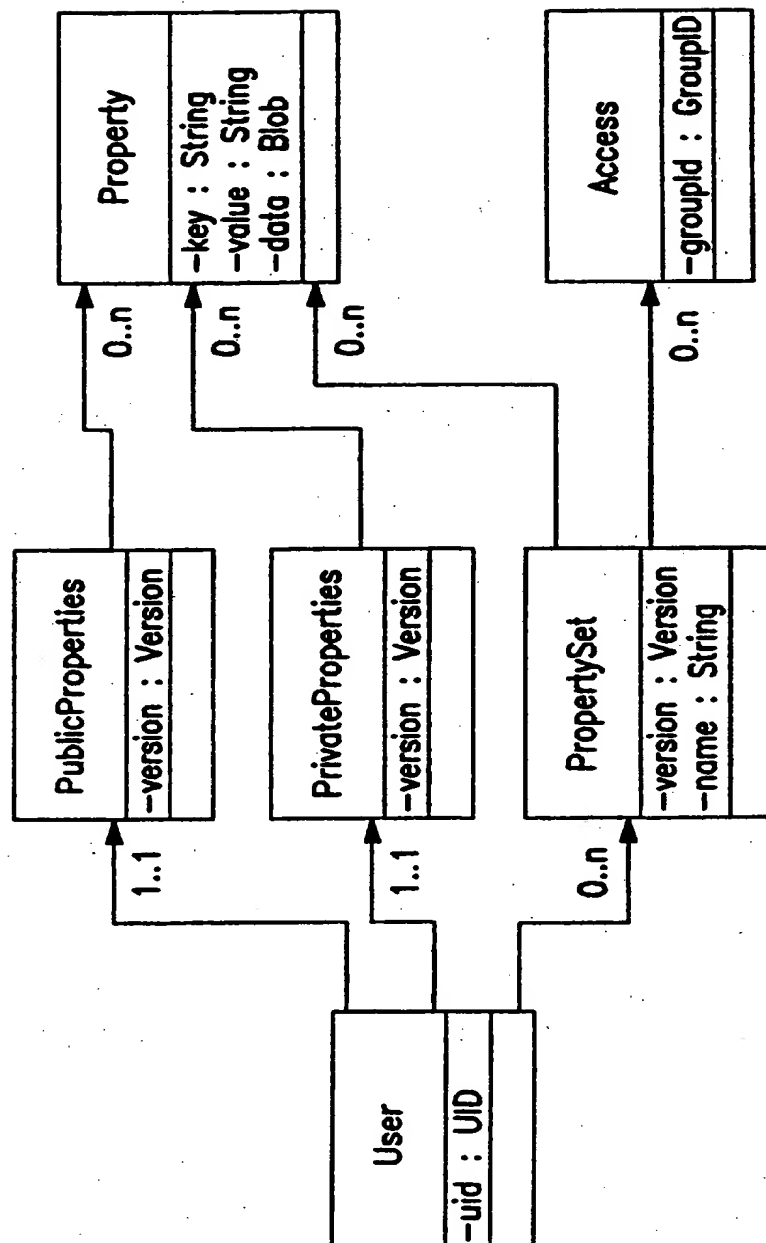 User
-uid : UID
1..1
1..1
0..n
PublicProperties
-version : Version
PrivateProperties
-version : Version
PropertySet
-version : Version
-name : String
0..n
0..n
0..n
0..n
Property
-key : String
-value : String
-data : Blob
Access
-groupId : GroupID